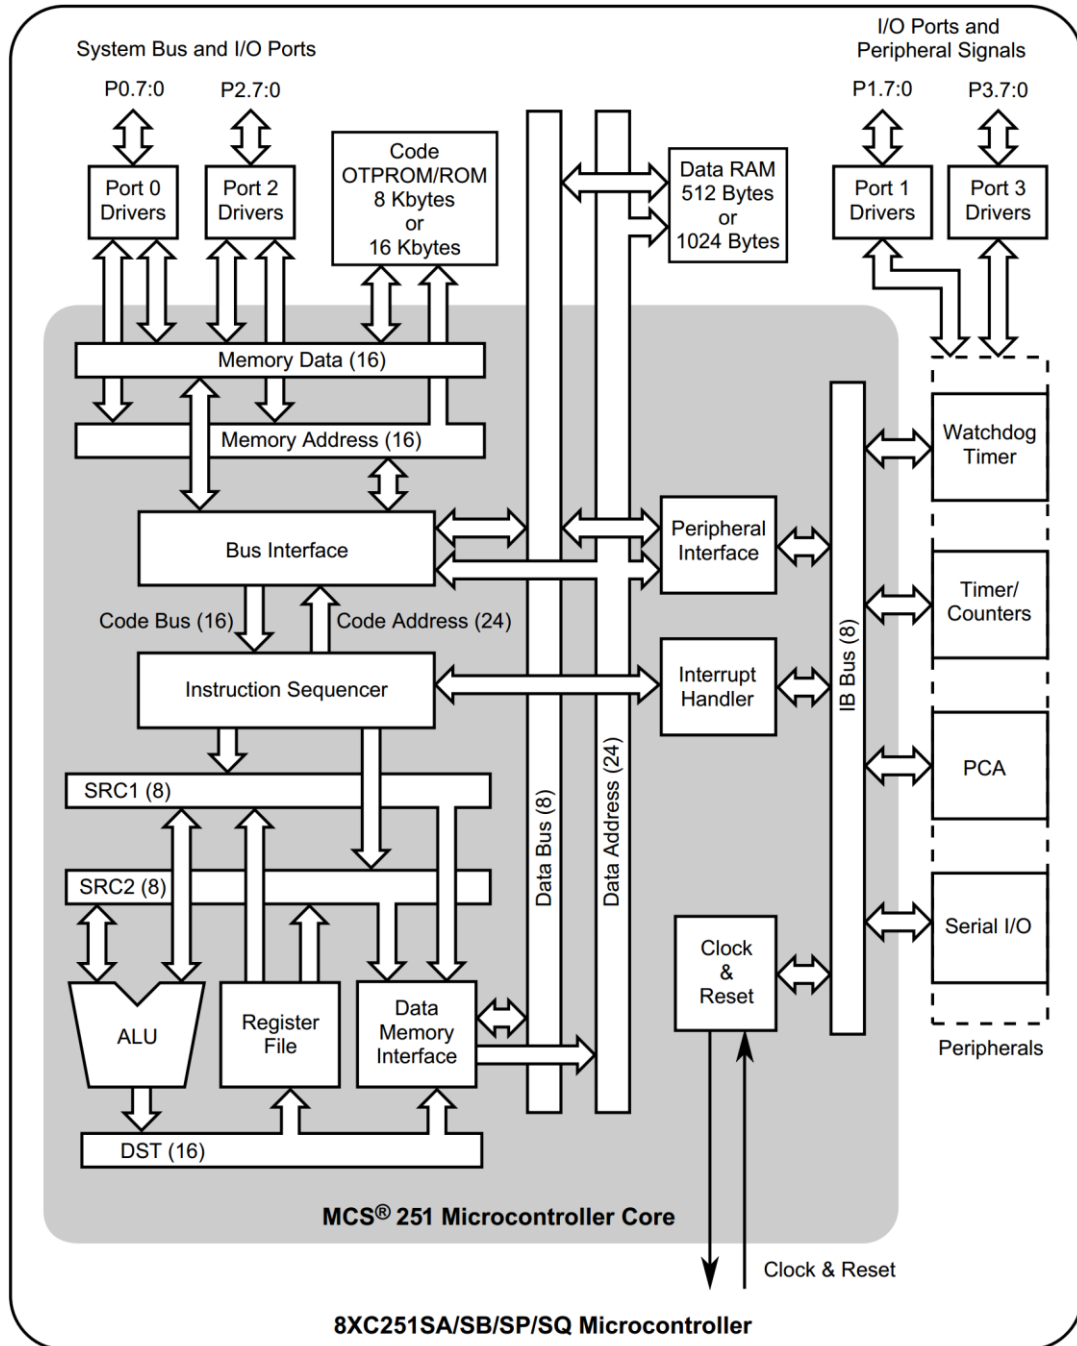 System Bus and I/O Ports
I/O Ports and
Peripheral Signals
P0.7:0
P2.7:0
P1.7:0
P3.7:0
Port 0
Drivers
Port 2
Drivers
Code
OTPROM/ROM
8 Kbytes
or
16 Kbytes
Data RAM
512 Bytes
or
1024 Bytes
Port 1
Drivers
Port 3
Drivers
Memory Data (16)
Memory Address (16)
Bus Interface
Peripheral
Interface
Watchdog
Timer
Code Bus (16)
Code Address (24)
Timer/
Counters
Instruction Sequencer
Interrupt
Handler
IB Bus (8)
SRC1 (8)
Data Bus (8)
Data Address (24)
PCA
SRC2 (8)
ALU
Register
File
Data
Memory
Interface
Clock
&
Reset
Serial I/O
Peripherals
DST (16)
MCS® 251 Microcontroller Core
Clock & Reset
8XC251SA/SB/SP/SQ Microcontroller